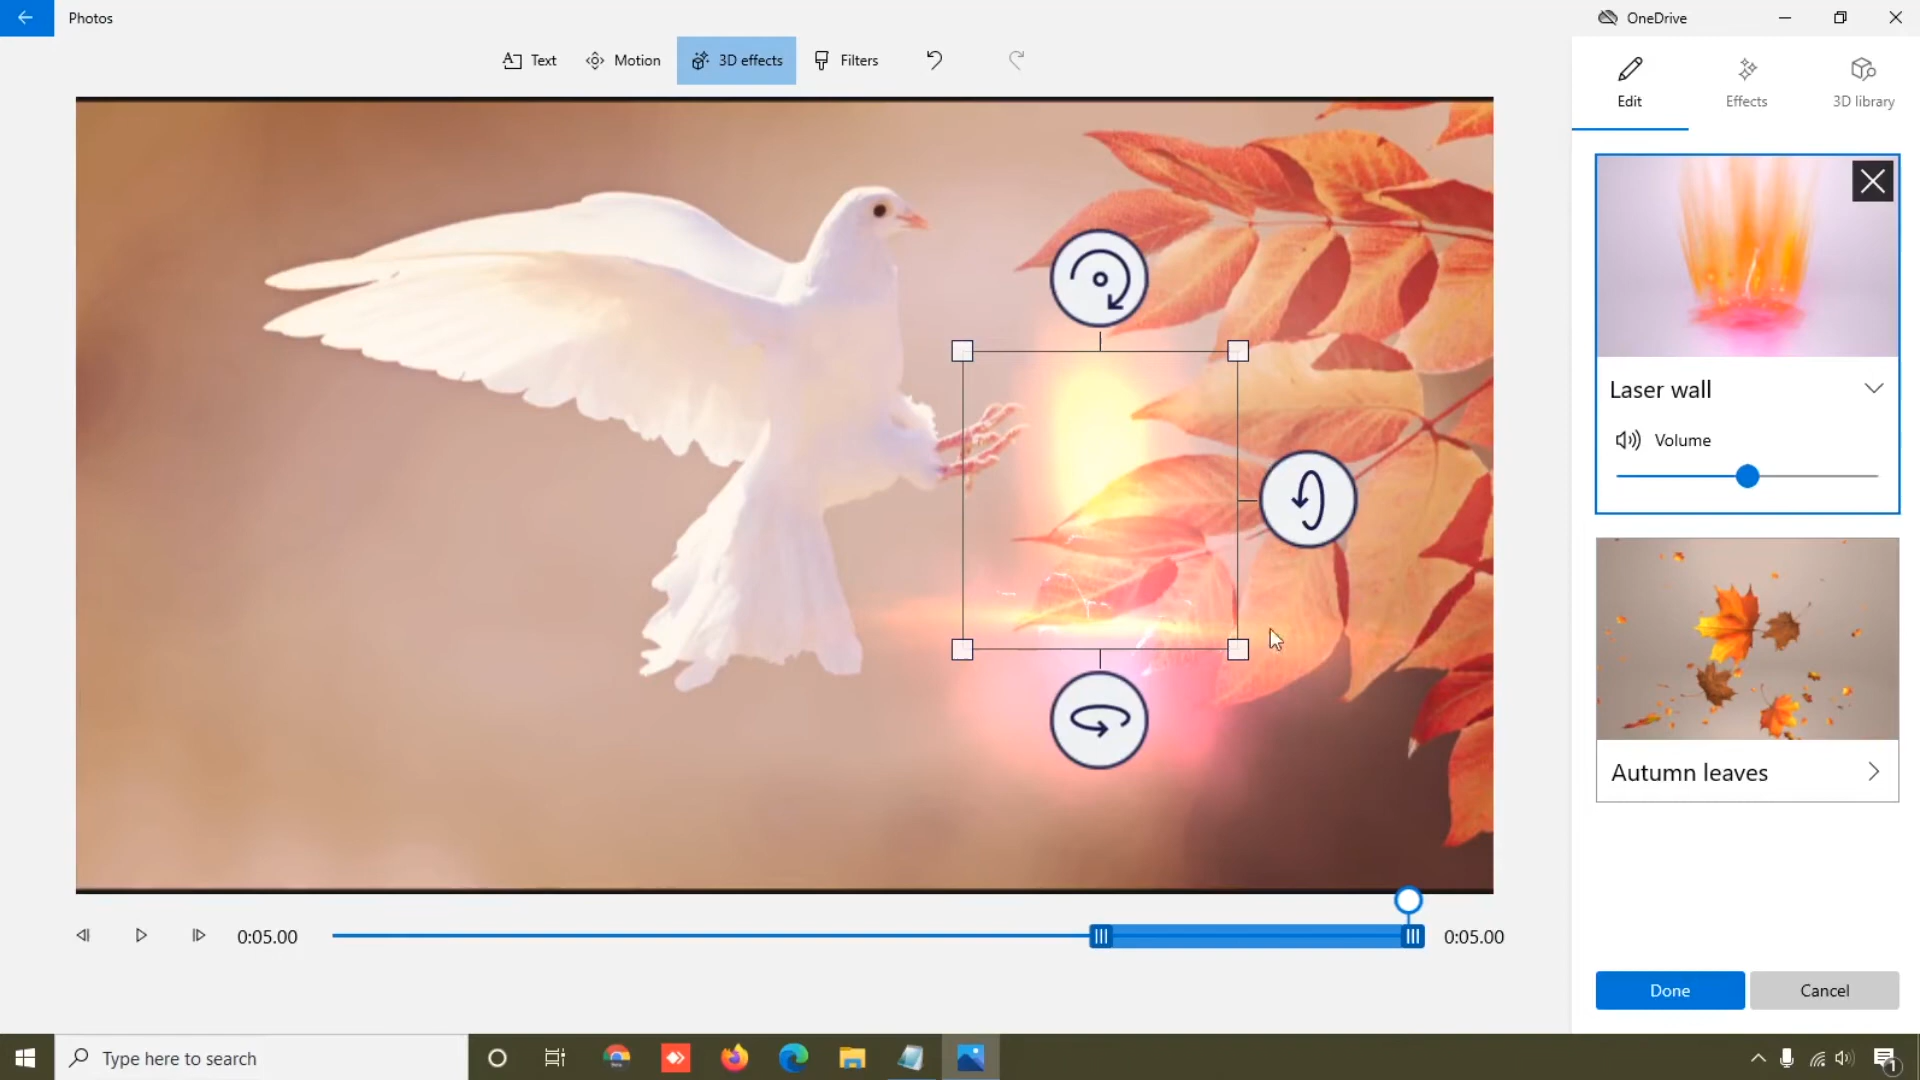 Photos
OneDrive
Text
Motion
3D effects
Filters
Edit
Effects
3D library
Laser wall
Volume
Autumn leaves
0:05.00
0:05.00
Done
Cancel
Type here to search
1